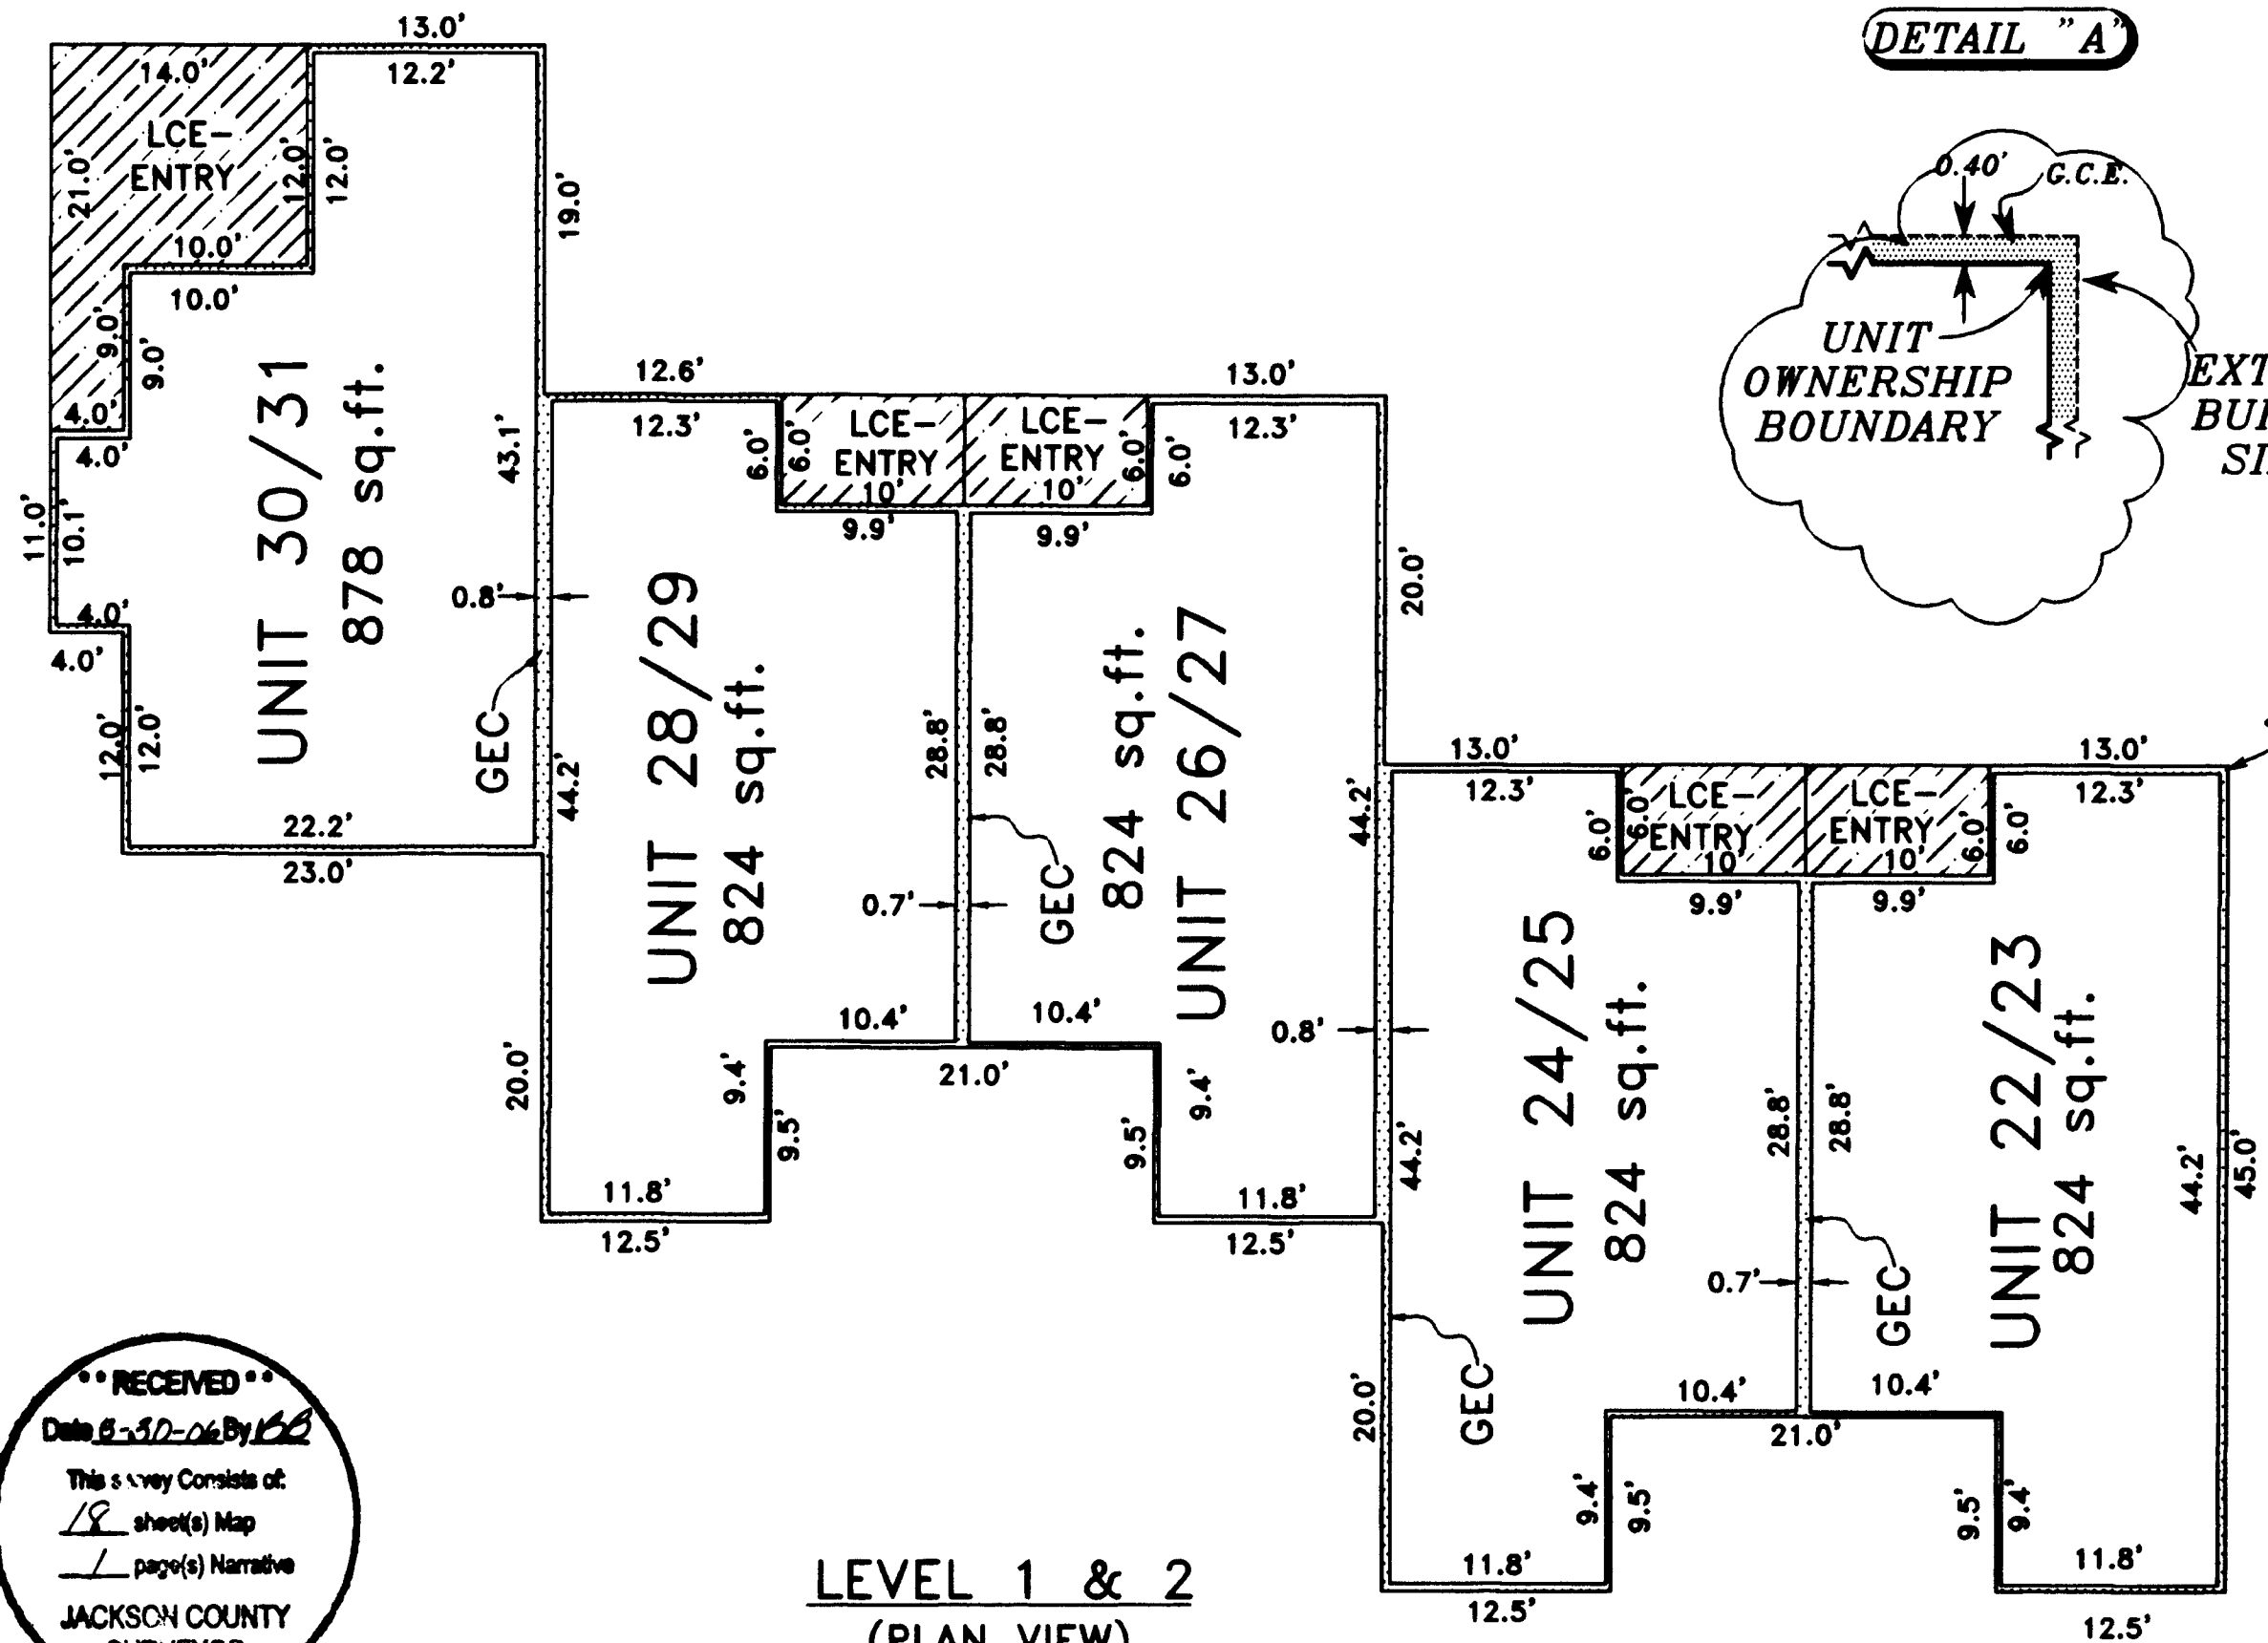 DETAIL "A"
0.40'
G.C.E.
UNIT
OWNERSHIP
BOUNDARY
13.0'
14.0'
12.2'
LCE-
ENTRY
21.0'
12.0'
12.0'
10.0'
10.0'
9.0'
9.0'
4.0'
4.0'
19.0'
UNIT 30/31
878 sq.ft.
43.1'
11.0'
10.1'
4.0'
4.0'
12.0'
12.0'
22.2'
23.0'
0.8'
GEC
12.6'
12.3'
6.0'
6.0'
LCE-
ENTRY
10'
9.9'
UNIT 28/29
824 sq.ft.
44.2'
28.8'
0.7'
10.4'
9.4'
9.5'
20.0'
11.8'
12.5'
13.0'
12.3'
LCE-
ENTRY
10'
6.0'
6.0'
9.9'
28.8'
824 sq.ft.
UNIT 26/27
GEC
20.0'
44.2'
10.4'
21.0'
0.8'
9.5'
9.4'
11.8'
12.5'
13.0'
12.3'
6.0'
6.0'
LCE-
ENTRY
10'
9.9'
UNIT 24/25
824 sq.ft.
44.2'
28.8'
0.7'
GEC
20.0'
10.4'
9.4'
9.5'
11.8'
12.5'
13.0'
12.3'
LCE-
ENTRY
10'
6.0'
6.0'
9.9'
28.8'
UNIT 22/23
824 sq.ft.
GEC
44.2'
45.0'
10.4'
21.0'
9.5'
9.4'
11.8'
12.5'
** RECEIVED **
Date By
This survey Consists of:
18 sheet(s) Map
1 page(s) Narrative
JACKSON COUNTY
LEVEL 1 & 2
(PLAN VIEW)